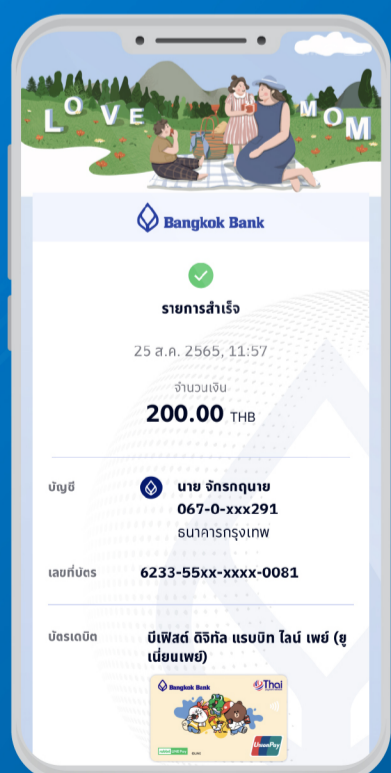 LOVE MOM
Bangkok Bank
รายการสำเร็จ
25 ส.ค. 2565, 11:57
จำนวนเงิน
200.00 THB
บัญชี
นาย จักรกฤนาย
067-0-xxx291
ธนาคารกรุงเทพ
เลขที่บัตร
6233-55xx-xxxx-0081
บัตรเดบิต
บีเฟิสต์ ดิจิทัล แรบบิท ไลน์ เพย์ (ยู
เนี่ยนเพย์)
Bangkok Bank
Thai
UnionPay